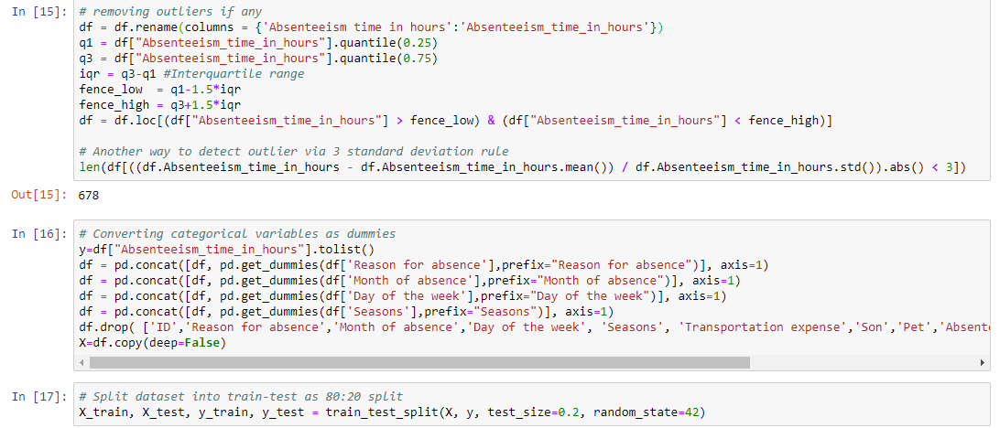 In [15]: # removing outliers if any
df = df.rename(columns = {'Absenteeism time in hours':'Absenteeism_time_in_hours'})
q1 = df["Absenteeism_time_in_hours"].quantile(0.25)
q3 = df["Absenteeism_time_in_hours"].quantile(0.75)
iqr = q3-q1 #Interquartile range
fence_low  = q1-1.5*iqr
fence_high = q3+1.5*iqr
df = df.loc[(df["Absenteeism_time_in_hours"] > fence_low) & (df["Absenteeism_time_in_hours"] < fence_high)]
# Another way to detect outlier via 3 standard deviation rule
len(df[((df.Absenteeism_time_in_hours - df.Absenteeism_time_in_hours.mean()) / df.Absenteeism_time_in_hours.std()).abs() < 3])
Out[15]: 678
In [16]: # Converting categorical variables as dummies
y=df["Absenteeism_time_in_hours"].tolist()
df = pd.concat([df, pd.get_dummies(df['Reason for absence'],prefix="Reason for absence")], axis=1)
df = pd.concat([df, pd.get_dummies(df['Month of absence'],prefix="Month of absence")], axis=1)
df = pd.concat([df, pd.get_dummies(df['Day of the week'],prefix="Day of the week")], axis=1)
df = pd.concat([df, pd.get_dummies(df['Seasons'],prefix="Seasons")], axis=1)
df.drop( ['ID','Reason for absence','Month of absence','Day of the week', 'Seasons', 'Transportation expense','Son','Pet','Absent
X=df.copy(deep=False)
In [17]: # Split dataset into train-test as 80:20 split
X_train, X_test, y_train, y_test = train_test_split(X, y, test_size=0.2, random_state=42)